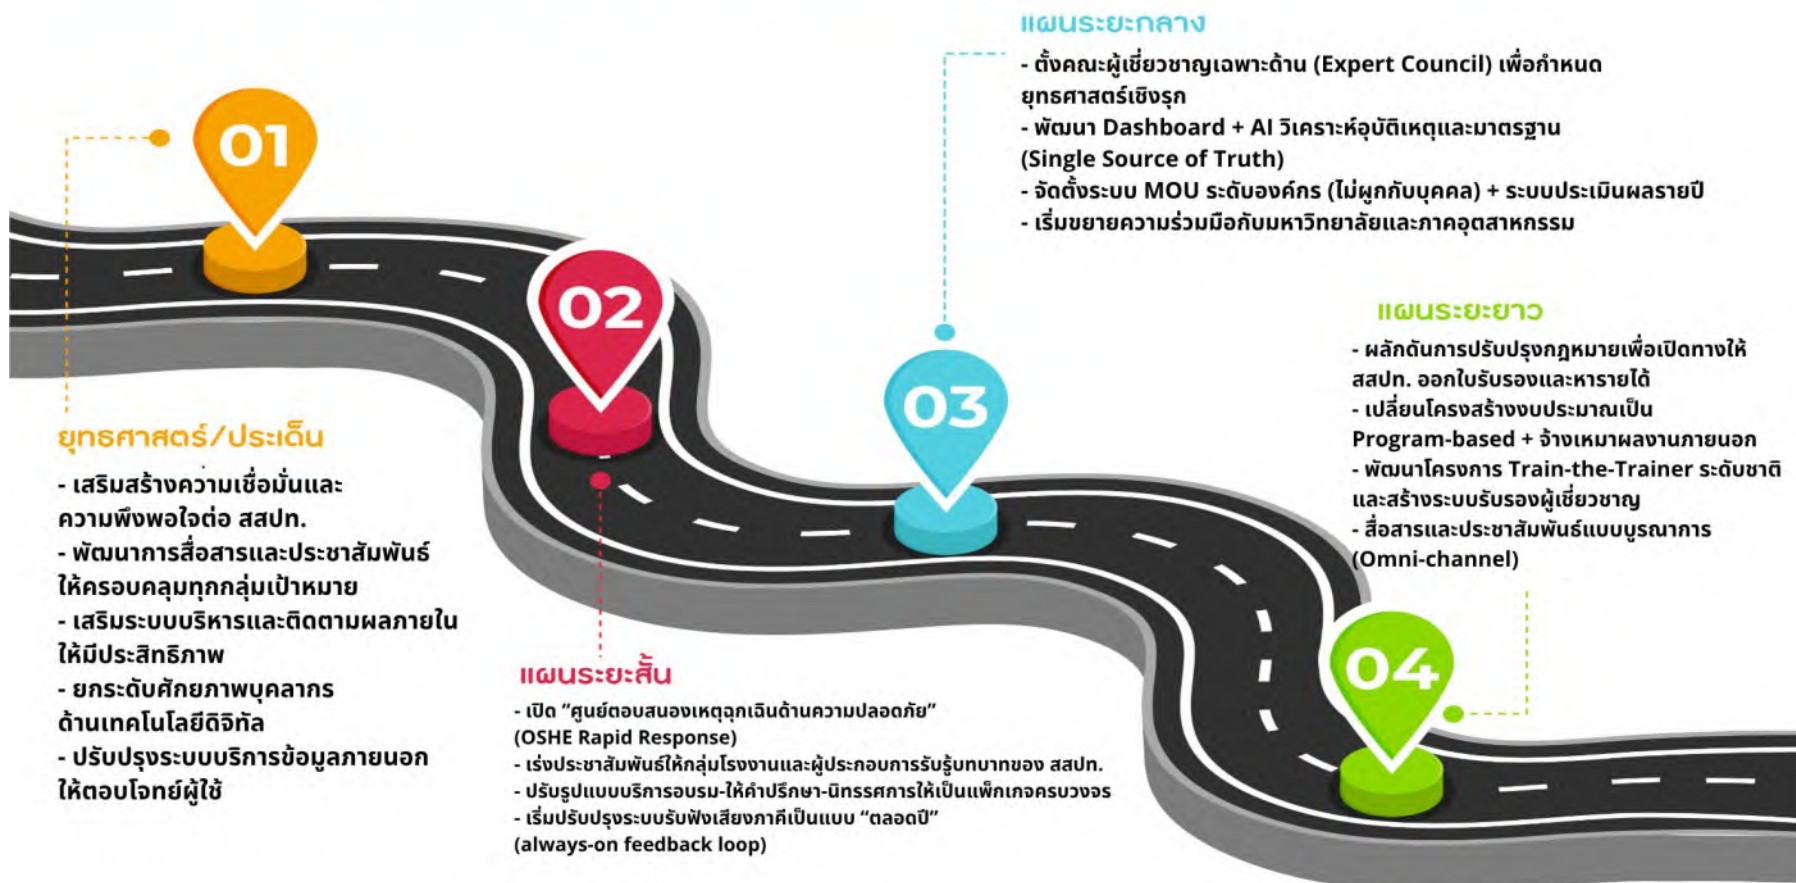 01
ยุทธศาสตร์/ประเด็น
- เสริมสร้างความเชื่อมั่นและ
ความพึงพอใจต่อ สสปท.
- พัฒนาการสื่อสารและประชาสัมพันธ์
ให้ครอบคลุมทุกกลุ่มเป้าหมาย
- เสริมระบบบริหารและติดตามผลภายใน
ให้มีประสิทธิภาพ
- ยกระดับศักยภาพบุคลากร
ด้านเทคโนโลยีดิจิทัล
- ปรับปรุงระบบบริการข้อมูลภายนอก
ให้ตอบโจทย์ผู้ใช้
02
แผนระยะสั้น
- เปิด “ศูนย์ตอบสนองเหตุฉุกเฉินด้านความปลอดภัย”
(OSHE Rapid Response)
- เร่งประชาสัมพันธ์ให้กลุ่มโรงงานและผู้ประกอบการรับรู้บทบาทของ สสปท.
- ปรับรูปแบบบริการอบรม-ให้คำปรึกษา-นิทรรศการให้เป็นแพ็กเกจครบวงจร
- เริ่มปรับปรุงระบบรับฟังเสียงภาคีเป็นแบบ “ตลอดปี”
(always-on feedback loop)
03
แผนระยะกลาง
- ตั้งคณะผู้เชี่ยวชาญเฉพาะด้าน (Expert Council) เพื่อกำหนด
ยุทธศาสตร์เชิงรุก
- พัฒนา Dashboard + AI วิเคราะห์อุบัติเหตุและมาตรฐาน
(Single Source of Truth)
- จัดตั้งระบบ MOU ระดับองค์กร (ไม่ผูกกับบุคคล) + ระบบประเมินผลรายปี
- เริ่มขยายความร่วมมือกับมหาวิทยาลัยและภาคอุตสาหกรรม
04
แผนระยะยาว
- ผลักดันการปรับปรุงกฎหมายเพื่อเปิดทางให้
สสปท. ออกใบรับรองและหารายได้
- เปลี่ยนโครงสร้างงบประมาณเป็น
Program-based + จ้างเหมาผลงานภายนอก
- พัฒนาโครงการ Train-the-Trainer ระดับชาติ
และสร้างระบบรับรองผู้เชี่ยวชาญ
- สื่อสารและประชาสัมพันธ์แบบบูรณาการ
(Omni-channel)